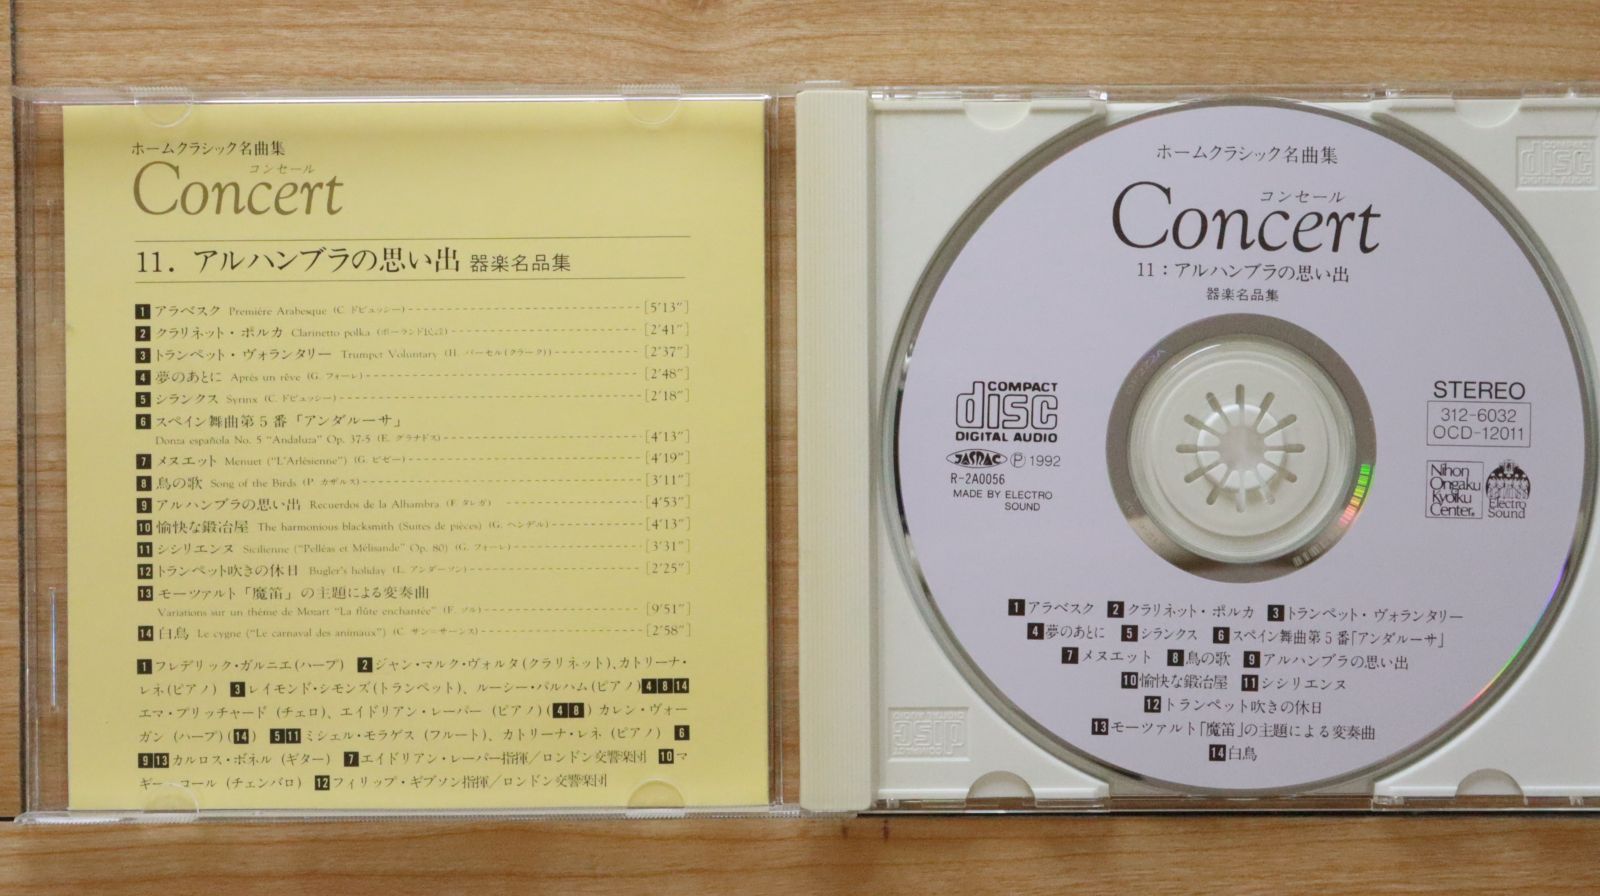 ホームクラシック名曲集
コンセール
Concert
11. アルハンブラの思い出 器楽名品集
1 アラベスク Première Arabesque (C. ドビュッシー) [5′13″]
2 クラリネット・ポルカ Clarinetto polka (ポーランド民謡) [2′41″]
3 トランペット・ヴォランタリー Trumpet Voluntary (H. パーセル(クラーク)) [2″37″]
4 夢のあとに Après un rêve (G. フォーレ) [2′48″]
5 シランクス Syrinx (C. ドビュッシー) [2′18″]
6 スペイン舞曲第5番「アンダルーサ」
Donza española No. 5 “Andaluza” Op. 37-5 (E. グラナドス) [4′13″]
7 メヌエット Menuet (“L'Arlésienne”) (G. ビゼー) [4′19″]
8 鳥の歌 Song of the Birds (P. カザルス) [3′11″]
9 アルハンブラの思い出 Recuerdos de la Alhambra (F. タレガ) [4′53″]
10 愉快な鍛冶屋 The harmonious blacksmith (Suites de pièces) (G. ヘンデル) [4′13″]
11 シシリエンヌ Sicilienne (“Pelléas et Mélisande” Op. 80) (G. フォーレ) [3′31″]
12 トランペット吹きの休日 Bugler's holiday (L. アンダーソン) [2′25″]
13 モーツァルト「魔笛」の主題による変奏曲
Variations sur un thème de Mozart “La flûte enchantée” (F. ソル) [9′51″]
14 白鳥 Le cygne (“Le carnaval des animaux”) (C. サン=サーンス) [2′58″]
1 フレデリック・ガルニエ(ハープ) 2 ジャン・マルク・ヴォルタ(クラリネット)、カトリーナ・
レネ(ピアノ) 3 レイモンド・シモンズ(トランペット)、ルーシー・パルハム(ピアノ) 4 8 14
エマ・プリッチャード (チェロ)、エイドリアン・レーパー (ピアノ)(4 8) カレン・ヴォー
ガン (ハープ)(14) 5 11 ミシェル・モラゲス (フルート)、カトリーナ・レネ (ピアノ) 6
9 13 カルロス・ボネル (ギター) 7 エイドリアン・レーパー指揮／ロンドン交響楽団 10 マ
ギー・コール (チェンバロ) 12 フィリップ・ギブソン指揮／ロンドン交響楽団
ホームクラシック名曲集
コンセール
Concert
11：アルハンブラの思い出
器楽名品集
COMPACT
disc
DIGITAL AUDIO
JASRAC Ⓟ 1992
R-2A0056
MADE BY ELECTRO
SOUND
STEREO
312-6032
OCD-12011
Nihon
Ongaku
Kyoiku
Center.
Electro
Sound
1 アラベスク 2 クラリネット・ポルカ 3 トランペット・ヴォランタリー
4 夢のあとに 5 シランクス 6 スペイン舞曲第5番「アンダルーサ」
7 メヌエット 8 鳥の歌 9 アルハンブラの思い出
10 愉快な鍛冶屋 11 シシリエンヌ
12 トランペット吹きの休日
13 モーツァルト「魔笛」の主題による変奏曲
14 白鳥
COMPACT
disc
DIGITAL AUDIO
COMPACT
disc
DIGITAL AUDIO